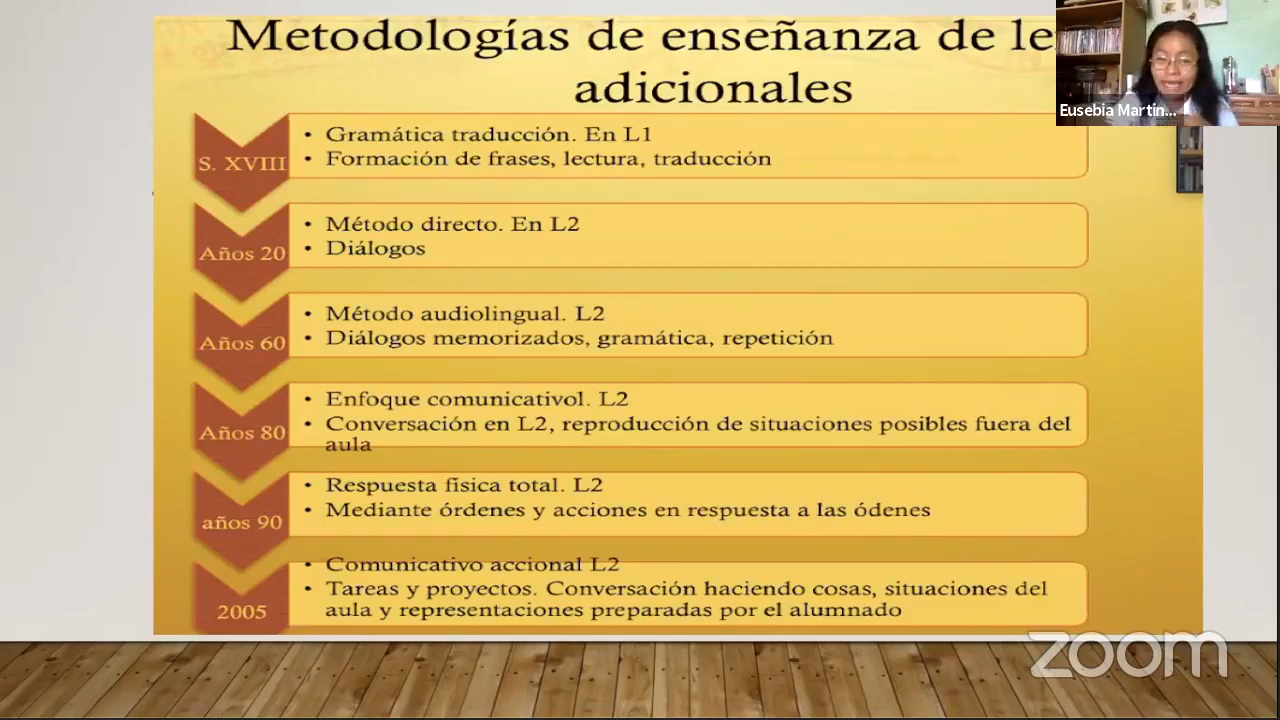 Metodologías de enseñanza de le
adicionales
Eusebia Martin...
S. XVIII
• Gramática traducción. En L1
• Formación de frases, lectura, traducción
Años 20
• Método directo. En L2
• Diálogos
Años 60
• Método audiolingual. L2
• Diálogos memorizados, gramática, repetición
Años 80
• Enfoque comunicativol. L2
• Conversación en L2, reproducción de situaciones posibles fuera del
aula
años 90
• Respuesta física total. L2
• Mediante órdenes y acciones en respuesta a las ódenes
2005
• Comunicativo accional L2
• Tareas y proyectos. Conversación haciendo cosas, situaciones del
aula y representaciones preparadas por el alumnado
zoom